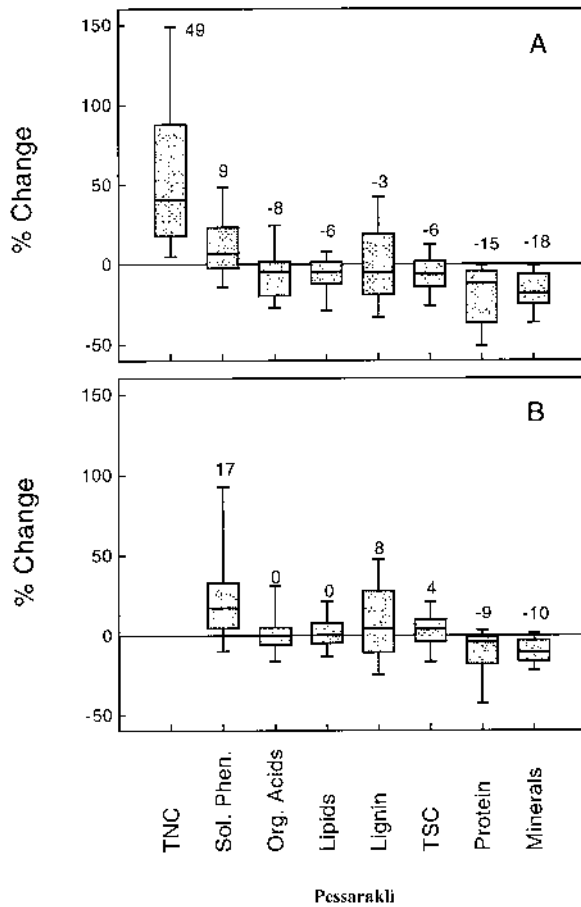 150
100
50
0
-50
% Change
A
49
9
-8
-6
-3
-6
-15
-18
150
100
50
0
-50
% Change
B
17
0
0
8
4
-9
-10
TNC
Sol. Phen.
Org. Acids
Lipids
Lignin
TSC
Protein
Minerals
Pessarakli